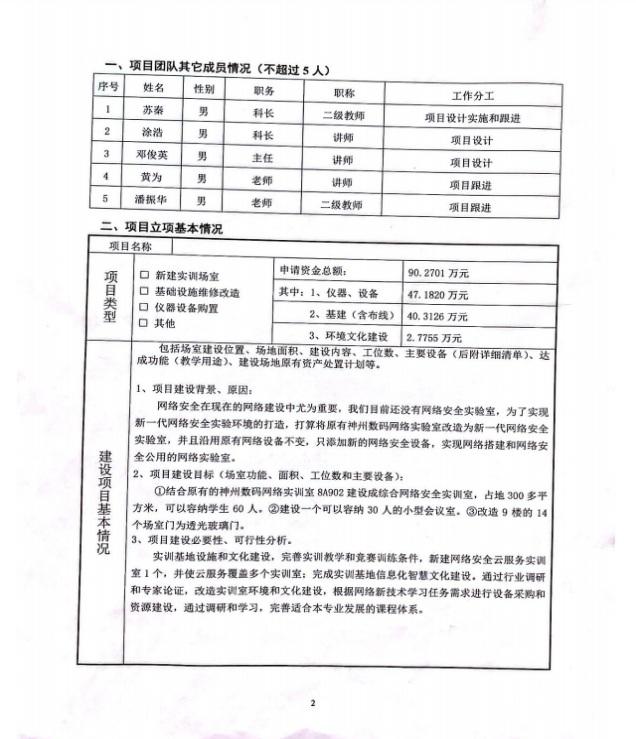 一、项目团队其它成员情况（不超过 5 人）
序号 姓名 性别 职务 职称 工作分工
1 苏秦 男 科长 二级教师 项目设计实施和跟进
2 涂浩 男 科长 讲师 项目设计
3 邓俊英 男 主任 讲师 项目设计
4 黄为 男 老师 讲师 项目跟进
5 潘振华 男 老师 二级教师 项目跟进
二、项目立项基本情况
项目名称
项目类型
□ 新建实训场室
□ 基础设施维修改造
□ 仪器设备购置
□ 其他
申请资金总额： 90.2701 万元
其中：1、仪器、设备 47.1820 万元
2、基建（含布线） 40.3126 万元
3、环境文化建设 2.7755 万元
建设项目基本情况
包括场室建设位置、场地面积、建设内容、工位数、主要设备（后附详细清单）、达
成功能（教学用途）、建设场地原有资产处置计划等。
1、项目建设背景、原因：
网络安全在现在的网络建设中尤为重要，我们目前还没有网络安全实验室，为了实现
新一代网络安全实验环境的打造，打算将原有神州数码网络实验室改造为新一代网络安全
实验室，并且沿用原有网络设备不变，只添加新的网络安全设备，实现网络搭建和网络安
全公用的网络实验室。
2、项目建设目标（场室功能、面积、工位数和主要设备）：
①结合原有的神州数码网络实训室 8A902 建设成综合网络安全实训室，占地 300 多平
方米，可以容纳学生 60 人。②建设一个可以容纳 30 人的小型会议室。③改造 9 楼的 14
个场室门为透光玻璃门。
3、项目建设必要性、可行性分析。
实训基地设施和文化建设，完善实训教学和竞赛训练条件，新建网络安全云服务实训
室 1 个，并使云服务覆盖多个实训室；完成实训基地信息化智慧文化建设。通过行业调研
和专家论证，改造实训室环境和文化建设，根据网络新技术学习任务需求进行设备采购和
资源建设，通过调研和学习，完善适合本专业发展的课程体系。
2